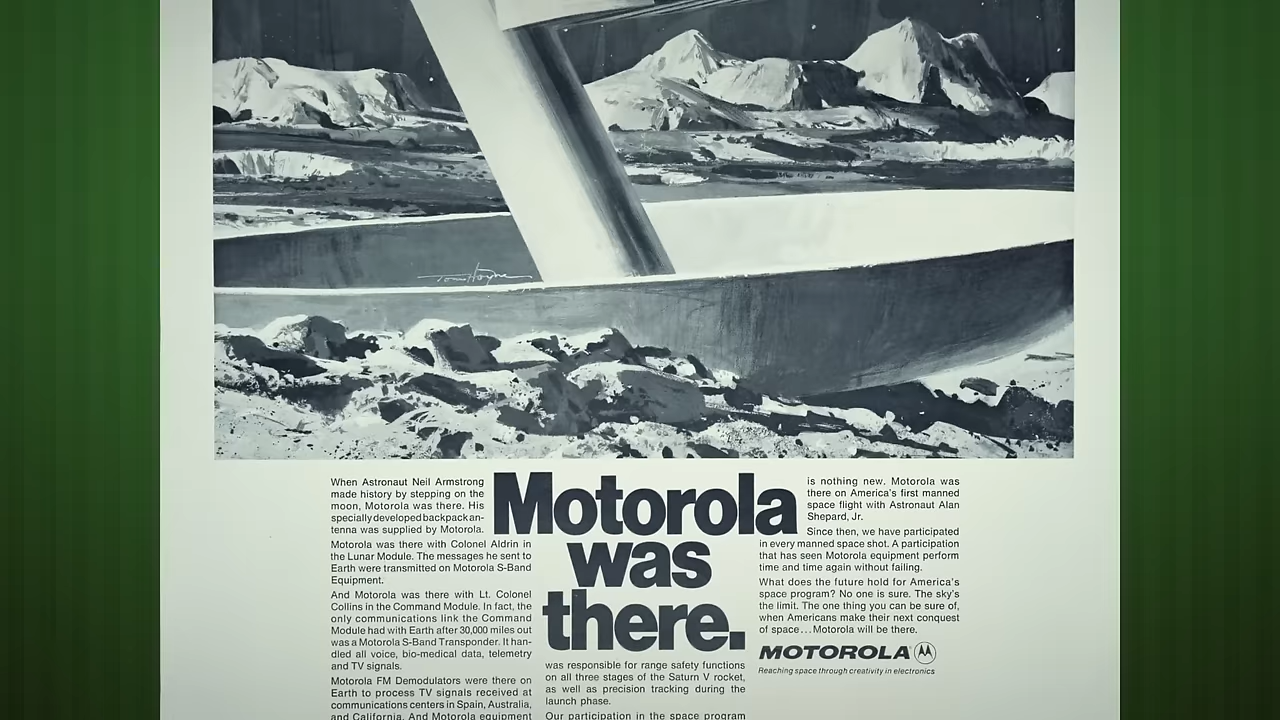 Tom Hoyne
When Astronaut Neil Armstrong
made history by stepping on the
moon, Motorola was there. His
specially developed backpack an-
tenna was supplied by Motorola.
Motorola was there with Colonel Aldrin in
the Lunar Module. The messages he sent to
Earth were transmitted on Motorola S-Band
Equipment.
And Motorola was there with Lt. Colonel
Collins in the Command Module. In fact, the
only communications link the Command
Module had with Earth after 30,000 miles out
was a Motorola S-Band Transponder. It han-
dled all voice, bio-medical data, telemetry
and TV signals.
Motorola FM Demodulators were there on
Earth to process TV signals received at
communications centers in Spain, Australia,
and California. And Motorola equipment
Motorola
was
there.
was responsible for range safety functions
on all three stages of the Saturn V rocket,
as well as precision tracking during the
launch phase.
Our participation in the space program
is nothing new. Motorola was
there on America's first manned
space flight with Astronaut Alan
Shepard, Jr.
Since then, we have participated
in every manned space shot. A participation
that has seen Motorola equipment perform
time and time again without failing.
What does the future hold for America's
space program? No one is sure. The sky's
the limit. The one thing you can be sure of,
when Americans make their next conquest
of space...Motorola will be there.
MOTOROLA
Reaching space through creativity in electronics